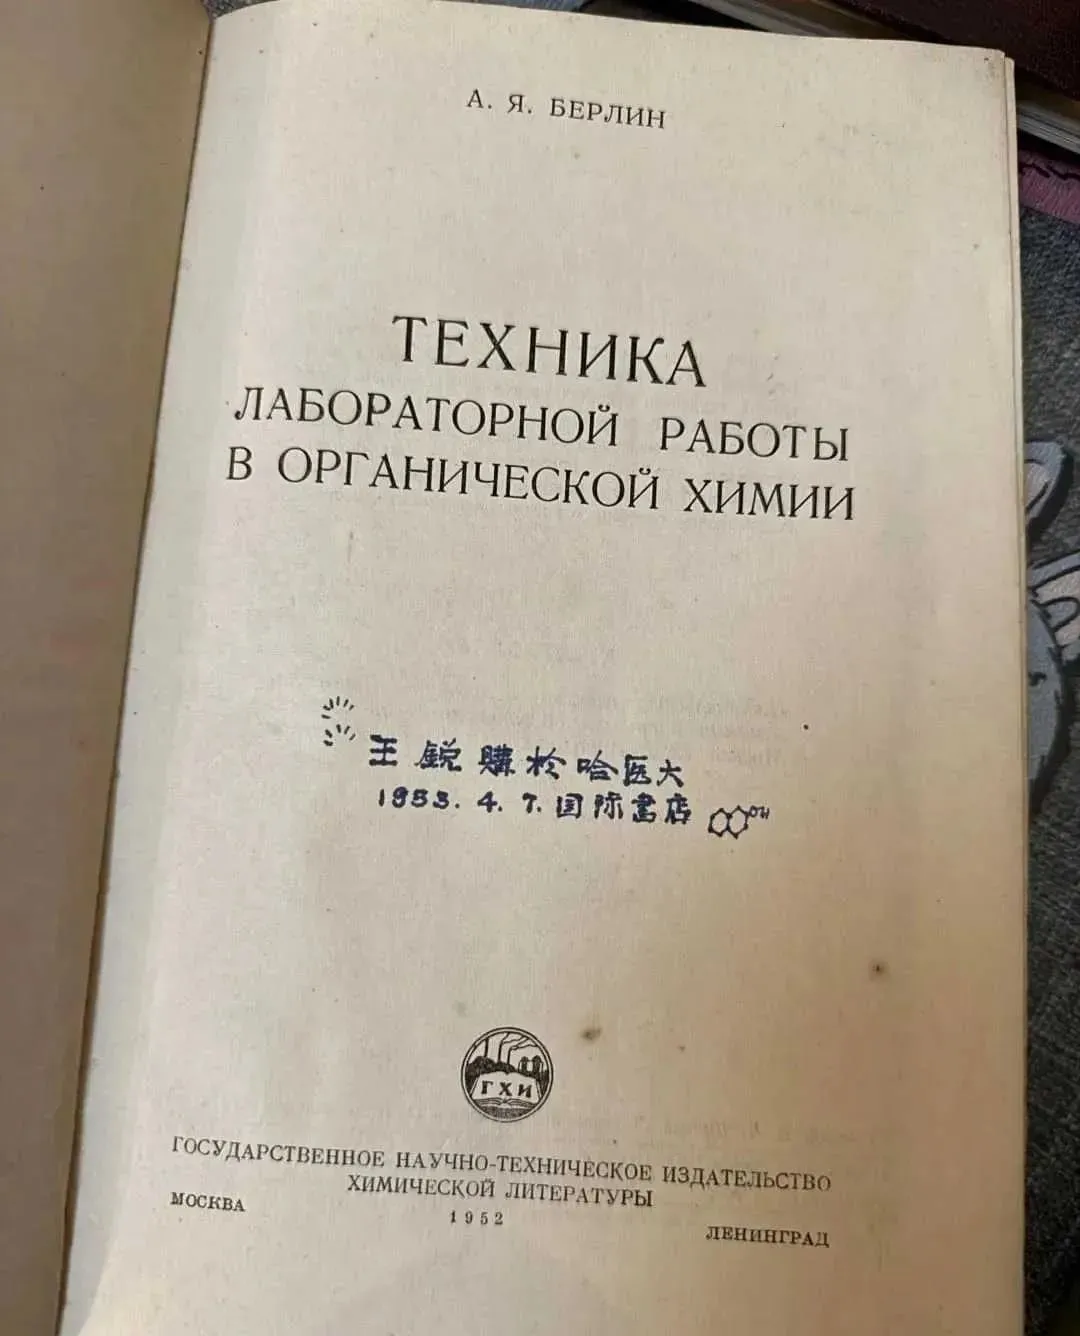 А. Я. БЕРЛИН
ТЕХНИКА
ЛАБОРАТОРНОЙ РАБОТЫ
В ОРГАНИЧЕСКОЙ ХИМИИ
王銳購於哈医大
1953. 4. 7. 国际書店 OH
ГХИ
ГОСУДАРСТВЕННОЕ НАУЧНО-ТЕХНИЧЕСКОЕ ИЗДАТЕЛЬСТВО
ХИМИЧЕСКОЙ ЛИТЕРАТУРЫ
МОСКВА 1952 ЛЕНИНГРАД